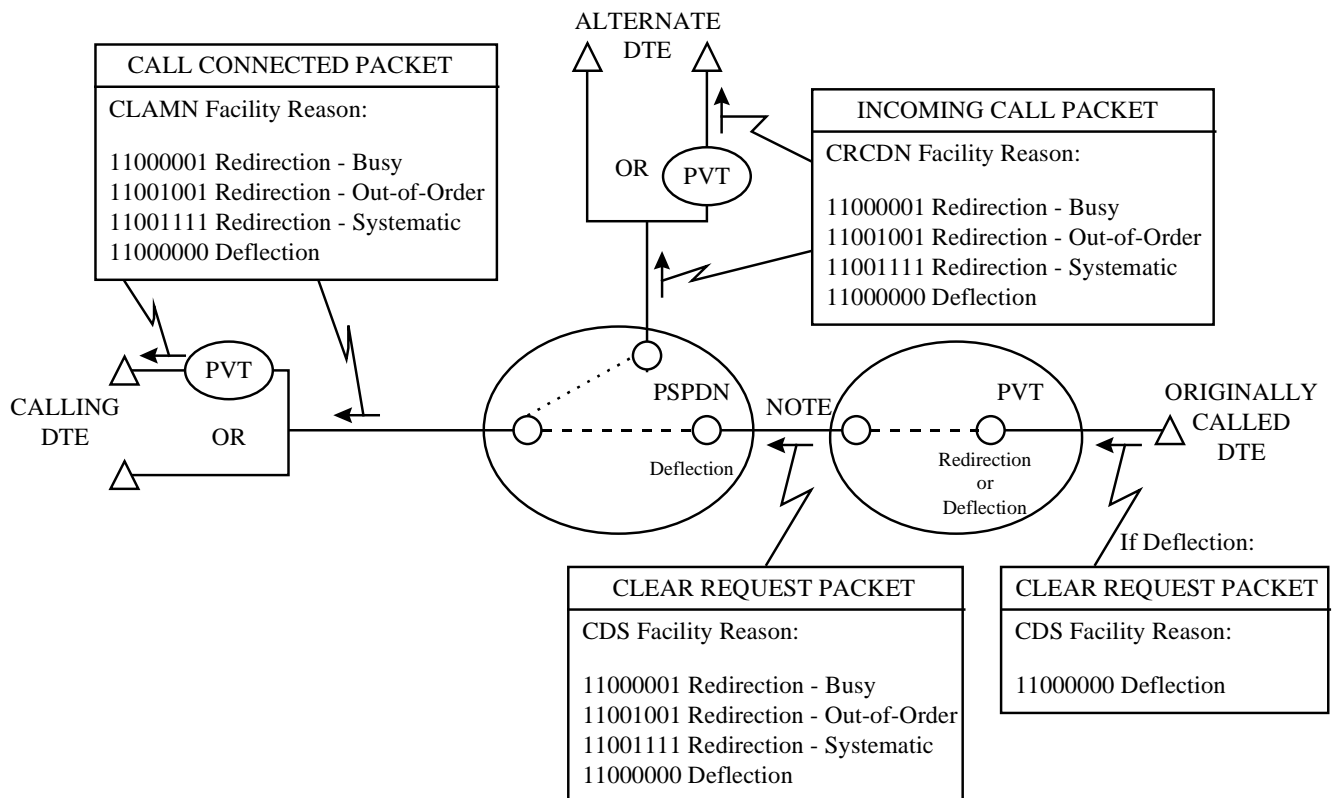 ALTERNATE
DTE
CALL CONNECTED PACKET
CLAMN Facility Reason:
11000001 Redirection - Busy
11001001 Redirection - Out-of-Order
11001111 Redirection - Systematic
11000000 Deflection
INCOMING CALL PACKET
CRCDN Facility Reason:
11000001 Redirection - Busy
11001001 Redirection - Out-of-Order
11001111 Redirection - Systematic
11000000 Deflection
OR
PVT
PVT
CALLING
DTE
OR
PSPDN
Deflection
NOTE
PVT
Redirection
or
Deflection
ORIGINALLY
CALLED
DTE
If Deflection:
CLEAR REQUEST PACKET
CDS Facility Reason:
11000001 Redirection - Busy
11001001 Redirection - Out-of-Order
11001111 Redirection - Systematic
11000000 Deflection
CLEAR REQUEST PACKET
CDS Facility Reason:
11000000 Deflection